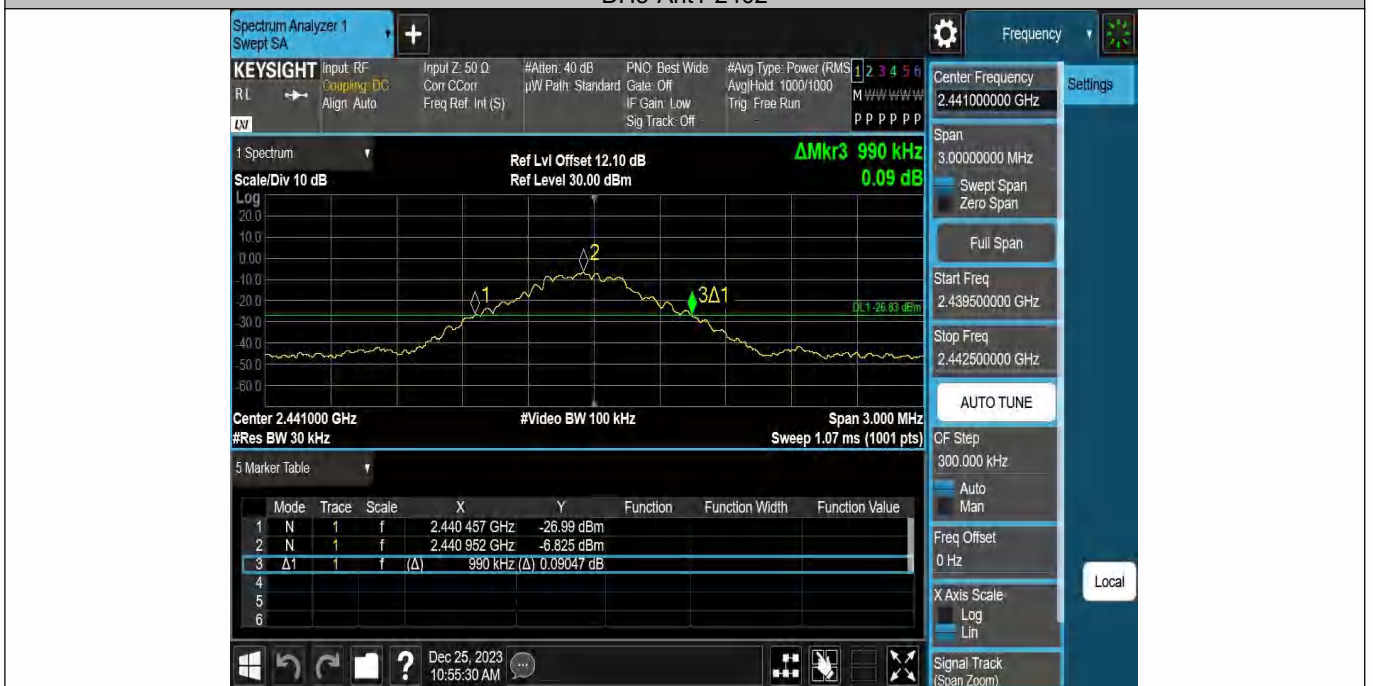 DH5-Ant1-2402
Spectrum Analyzer 1
Swept SA
+
Frequency
KEYSIGHT
RL
LXI
Input: RF
Coupling: DC
Align: Auto
Input Z: 50 Ω
Corr CCorr
Freq Ref: Int (S)
#Atten: 40 dB
µW Path: Standard
PNO: Best Wide
Gate: Off
IF Gain: Low
Sig Track: Off
#Avg Type: Power (RMS
Avg|Hold: 1000/1000
Trig: Free Run
1 2 3 4 5 6
M W W W W W
P P P P P P
Center Frequency
2.441000000 GHz
Settings
Span
3.00000000 MHz
Swept Span
Zero Span
Full Span
Start Freq
2.439500000 GHz
Stop Freq
2.442500000 GHz
AUTO TUNE
CF Step
300.000 kHz
Auto
Man
Freq Offset
0 Hz
X Axis Scale
Log
Lin
Signal Track
(Span Zoom)
Local
1 Spectrum
Scale/Div 10 dB
Ref Lvl Offset 12.10 dB
Ref Level 30.00 dBm
ΔMkr3 990 kHz
0.09 dB
Log
20.0
10.0
0.00
-10.0
-20.0
-30.0
-40.0
-50.0
-60.0
1
2
3Δ1
DL1 -26.83 dBm
Center 2.441000 GHz
#Video BW 100 kHz
Span 3.000 MHz
#Res BW 30 kHz
Sweep 1.07 ms (1001 pts)
5 Marker Table
Mode Trace Scale X Y Function Function Width Function Value
1 N 1 f 2.440 457 GHz -26.99 dBm
2 N 1 f 2.440 952 GHz -6.825 dBm
3 Δ1 1 f (Δ) 990 kHz (Δ) 0.09047 dB
4
5
6
?
Dec 25, 2023
10:55:30 AM